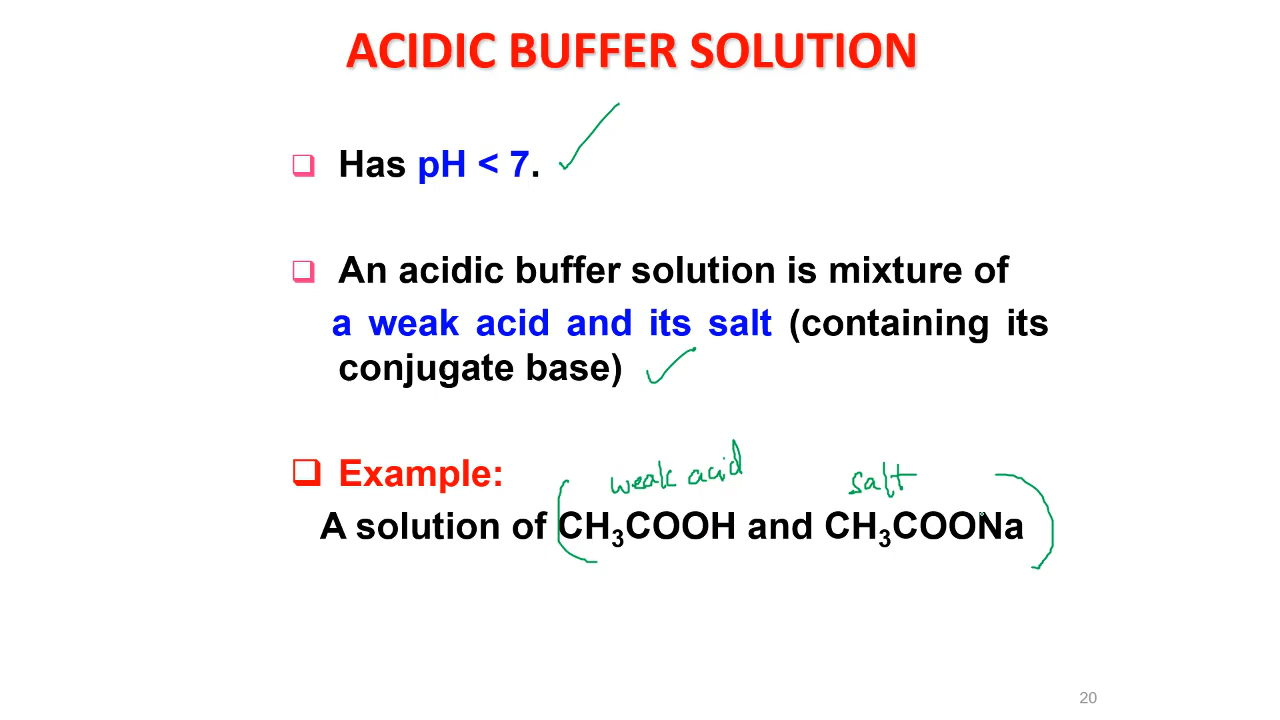 ACIDIC BUFFER SOLUTION
❑ Has pH < 7.
❑ An acidic buffer solution is mixture of
a weak acid and its salt (containing its
conjugate base)
❑ Example:
weak acid salt
A solution of CH₃COOH and CH₃COONa
20